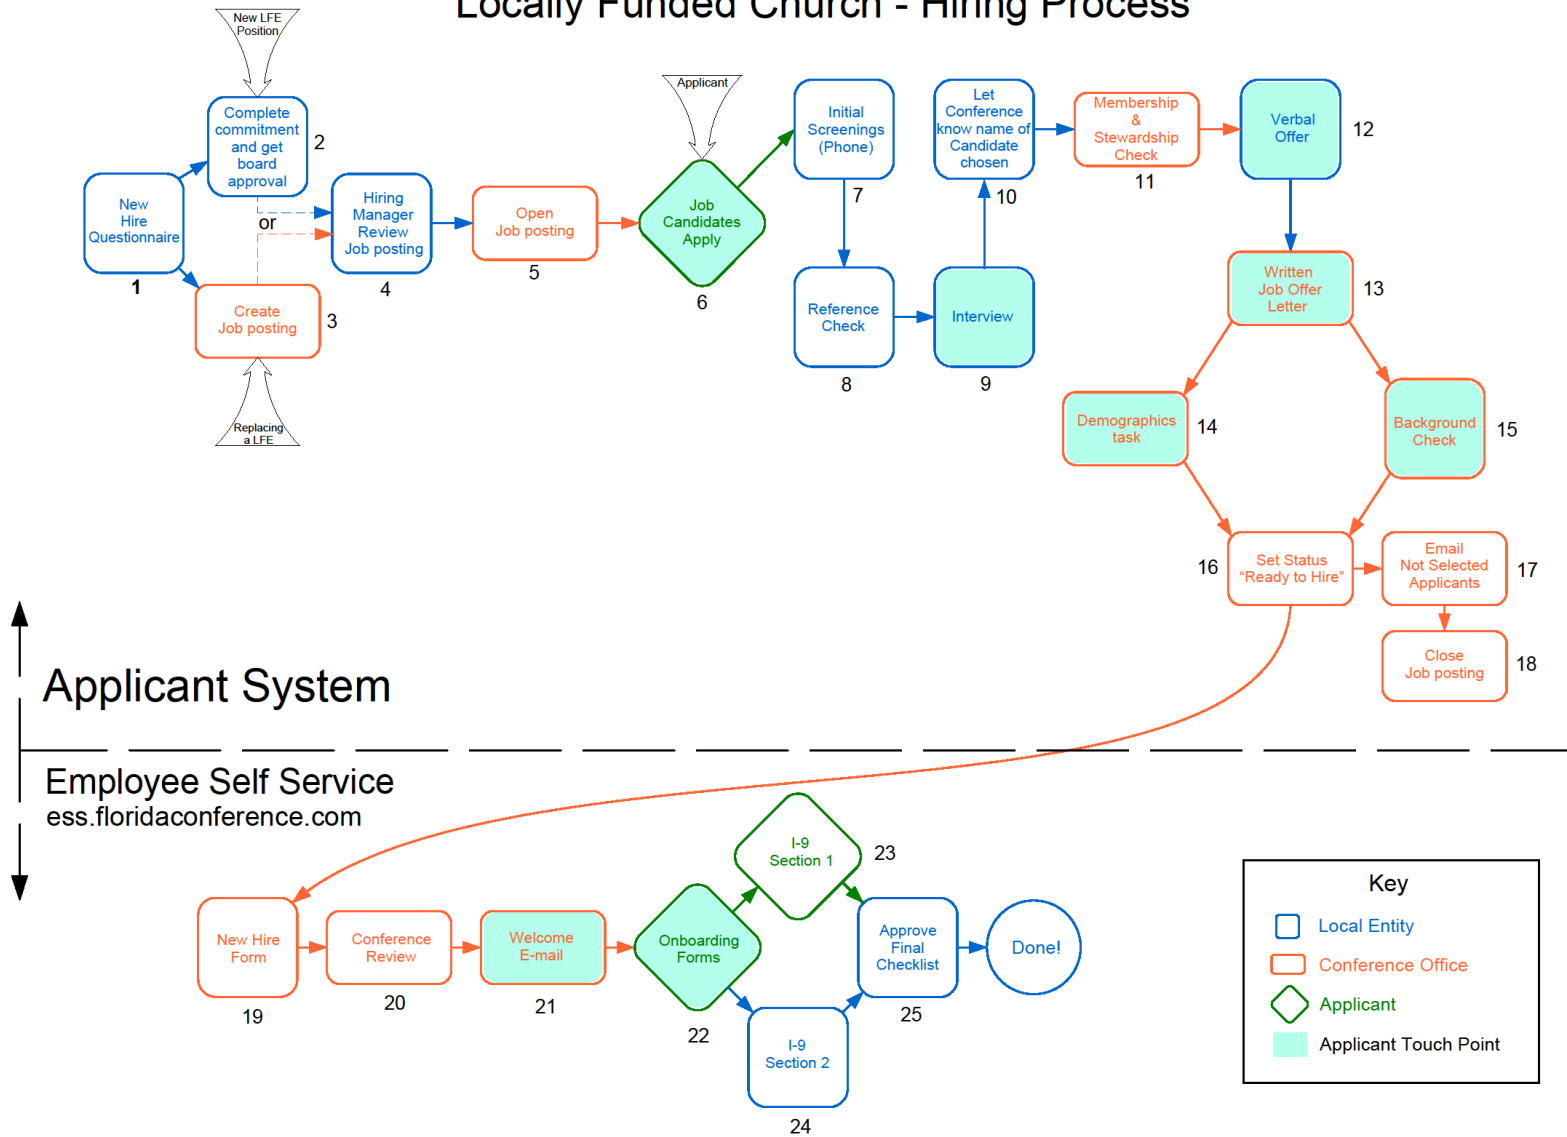 Locally Funded Church - Hiring Process
New LFE
Position
Complete
commitment
and get
board
approval
2
New
Hire
Questionnaire
1
or
Create
Job posting
3
Replacing
a LFE
Hiring
Manager
Review
Job posting
4
Open
Job posting
5
Applicant
Job
Candidates
Apply
6
Initial
Screenings
(Phone)
7
Reference
Check
8
Interview
9
Let
Conference
know name of
Candidate
chosen
10
Membership
&
Stewardship
Check
11
Verbal
Offer
12
Written
Job Offer
Letter
13
Demographics
task
14
Background
Check
15
Set Status
“Ready to Hire”
16
Email
Not Selected
Applicants
17
Close
Job posting
18
Applicant System
Employee Self Service
ess.floridaconference.com
New Hire
Form
19
Conference
Review
20
Welcome
E-mail
21
Onboarding
Forms
22
I-9
Section 1
23
I-9
Section 2
24
Approve
Final
Checklist
25
Done!
Key
Local Entity
Conference Office
Applicant
Applicant Touch Point